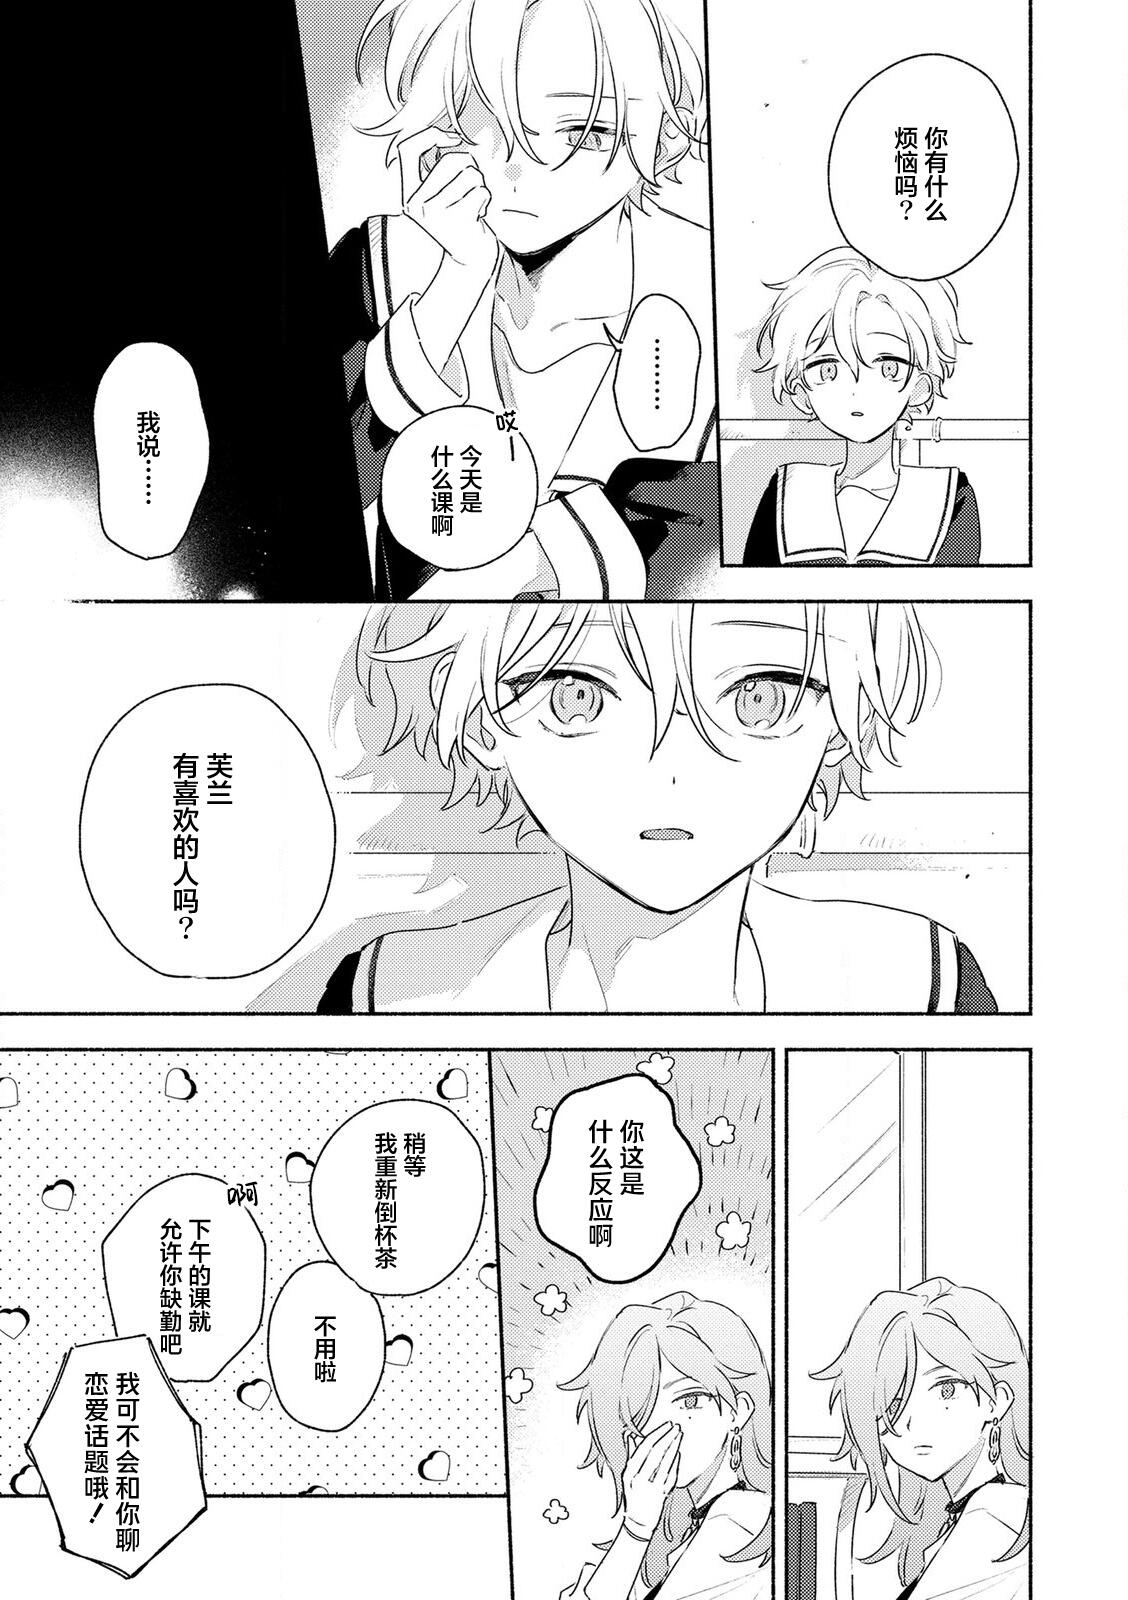 你有什么
烦恼吗？
………
哎—
今天是
什么课啊
我说……
芙兰
有喜欢的人吗？
你这是
什么反应啊
稍等
我重新倒杯茶
不用啦
啊
下午的课就
允许你缺勤吧
我可不会和你聊
恋爱话题哦！